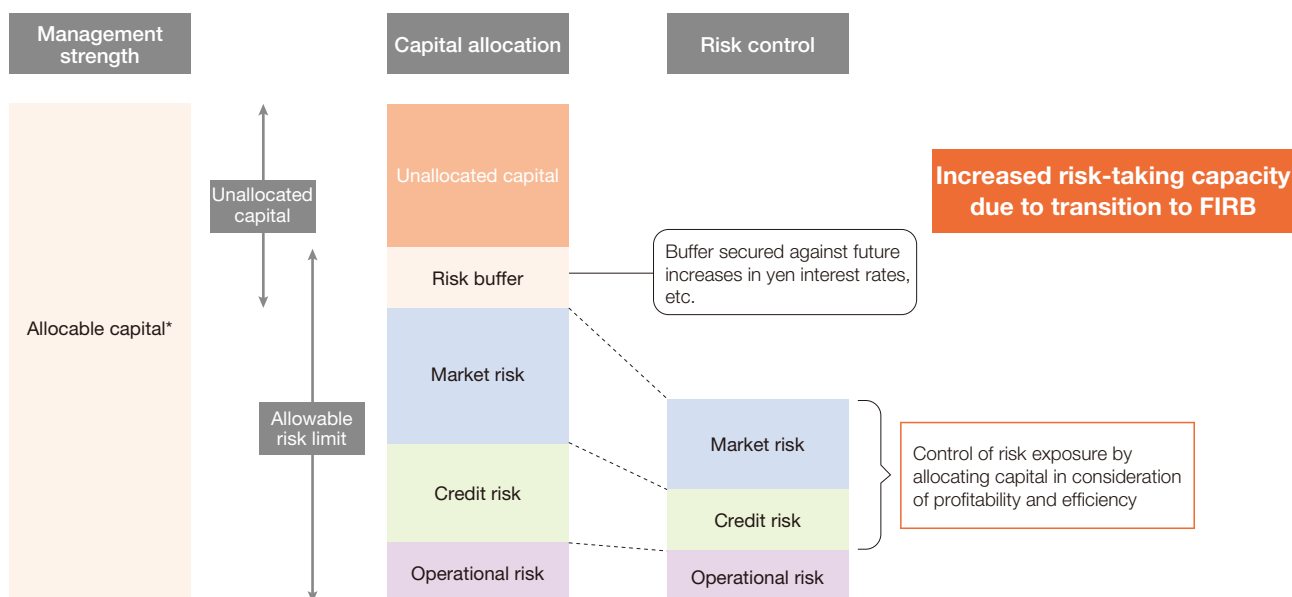 Management
strength
Capital allocation
Risk control
Unallocated capital
Unallocated
capital
Increased risk-taking capacity
due to transition to FIRB
Risk buffer
Buffer secured against future
increases in yen interest rates,
etc.
Allocable capital*
Market risk
Allowable
risk limit
Market risk
Control of risk exposure by
allocating capital in consideration
of profitability and efficiency
Credit risk
Credit risk
Operational risk
Operational risk